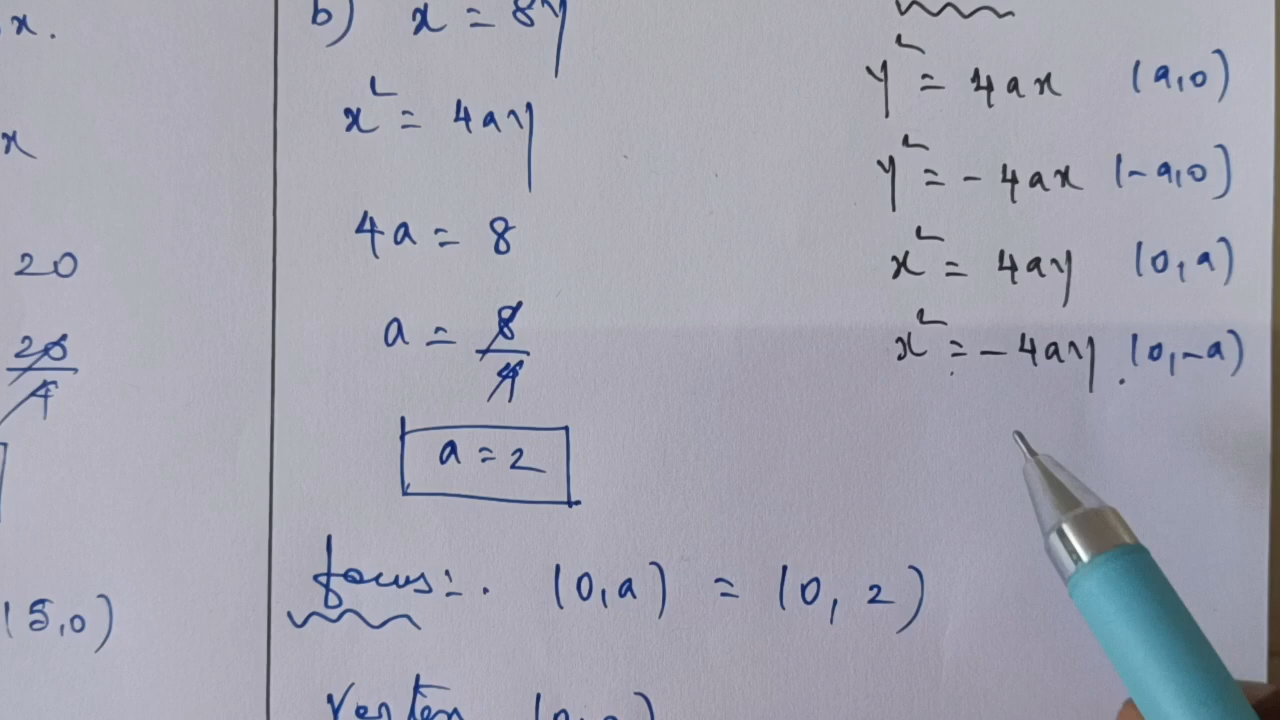 x.
x
20
20/4
(5,0)
b) x = 8y
x² = 4ay
4a = 8
a = 8/4
a = 2
focus:- (0,a) = (0, 2)
Vertex
y² = 4ax (a,0)
y² = - 4ax (-a,0)
x² = 4ay (0,a)
x² = - 4ay (0,-a)